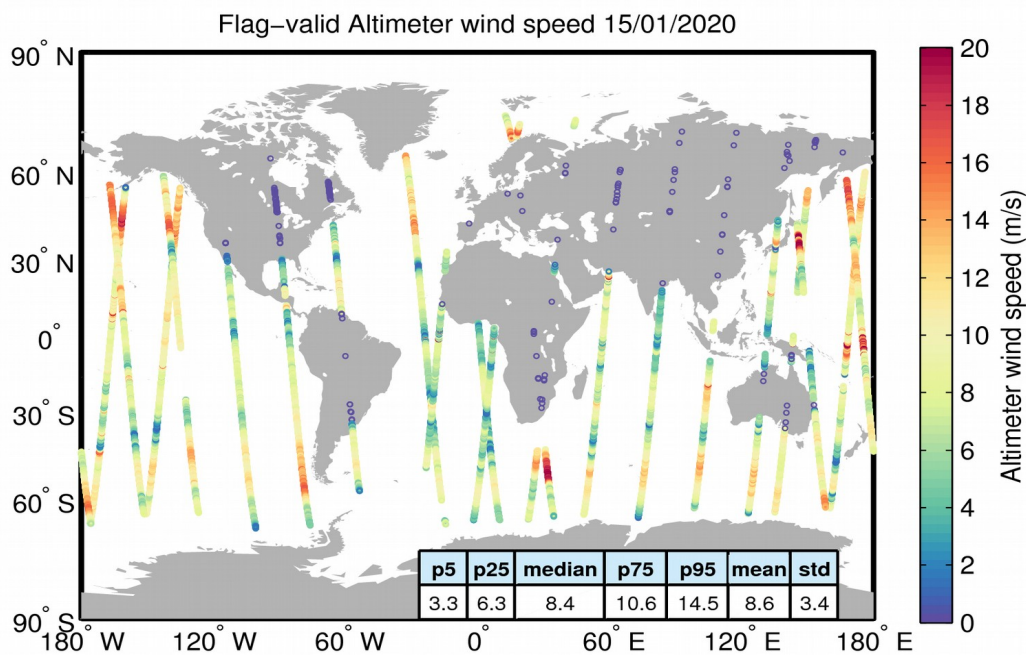 Flag-valid Altimeter wind speed 15/01/2020
90° N
60° N
30° N
0°
30° S
60° S
90° S
180° W
120° W
60° W
0°
60° E
120° E
180° E
p5 p25 median p75 p95 mean std
3.3 6.3 8.4 10.6 14.5 8.6 3.4
20
18
16
14
12
10
8
6
4
2
0
Altimeter wind speed (m/s)